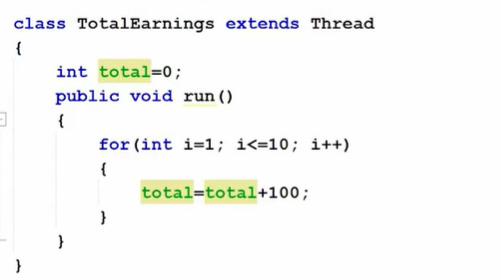 class TotalEarnings extends Thread
{
    int total=0;
    public void run()
    {
        for(int i=1; i<=10; i++)
        {
            total=total+100;
        }
    }
}